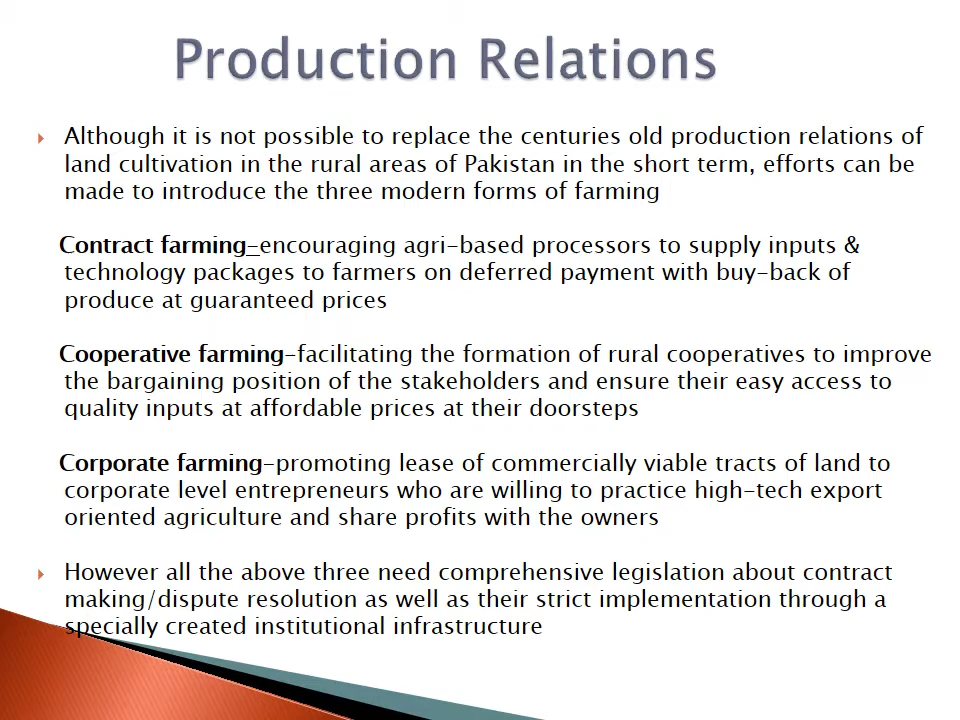 Production Relations
Although it is not possible to replace the centuries old production relations of
land cultivation in the rural areas of Pakistan in the short term, efforts can be
made to introduce the three modern forms of farming
Contract farming-encouraging agri-based processors to supply inputs &
technology packages to farmers on deferred payment with buy-back of
produce at guaranteed prices
Cooperative farming-facilitating the formation of rural cooperatives to improve
the bargaining position of the stakeholders and ensure their easy access to
quality inputs at affordable prices at their doorsteps
Corporate farming-promoting lease of commercially viable tracts of land to
corporate level entrepreneurs who are willing to practice high-tech export
oriented agriculture and share profits with the owners
However all the above three need comprehensive legislation about contract
making/dispute resolution as well as their strict implementation through a
specially created institutional infrastructure